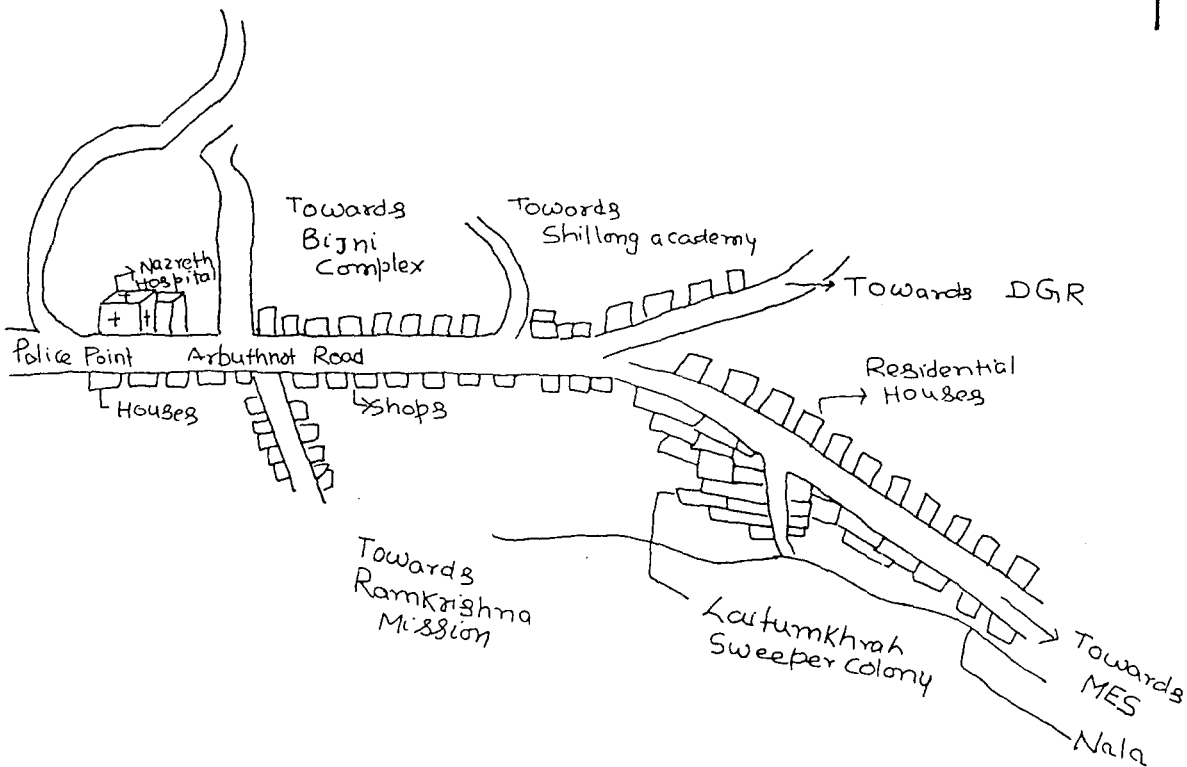 Towards
Bijni
Complex
Towords
Shillong academy
Nazreth
Hospital
Towards DGR
Police Point
Arbuthnot Road
Residential
Houses
Houses
Shops
Towards
Ramkrishna
Mission
Laitumkhrah
Sweeper Colony
Towards
MES
Nala